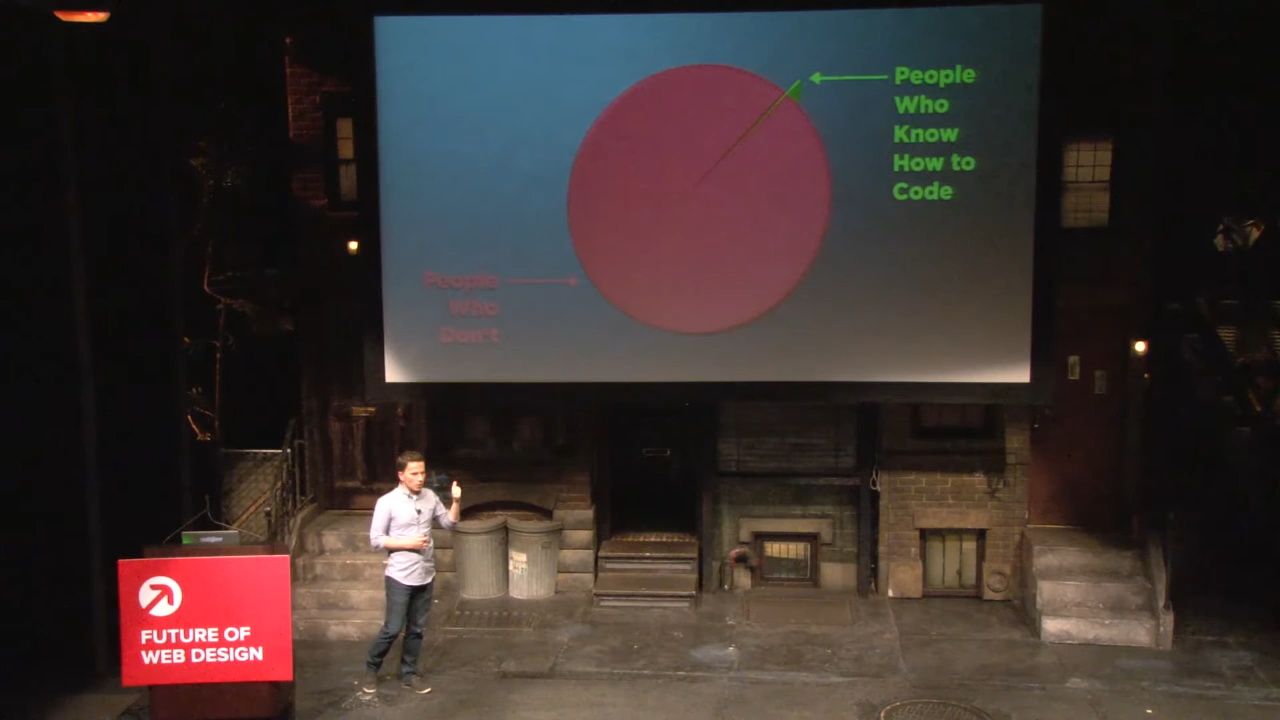 People
Who
Know
How to
Code
People
Who
Don't
FUTURE OF
WEB DESIGN